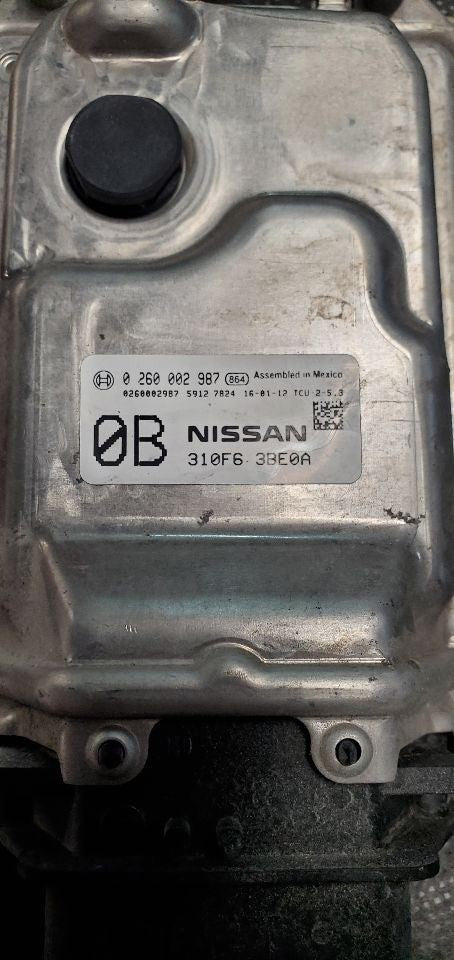 0 260 002 987 864 Assembled in Mexico
0260002987 5912 7824 16-01-12 TCU 2-5.3
0B NISSAN
310F6 3BE0A